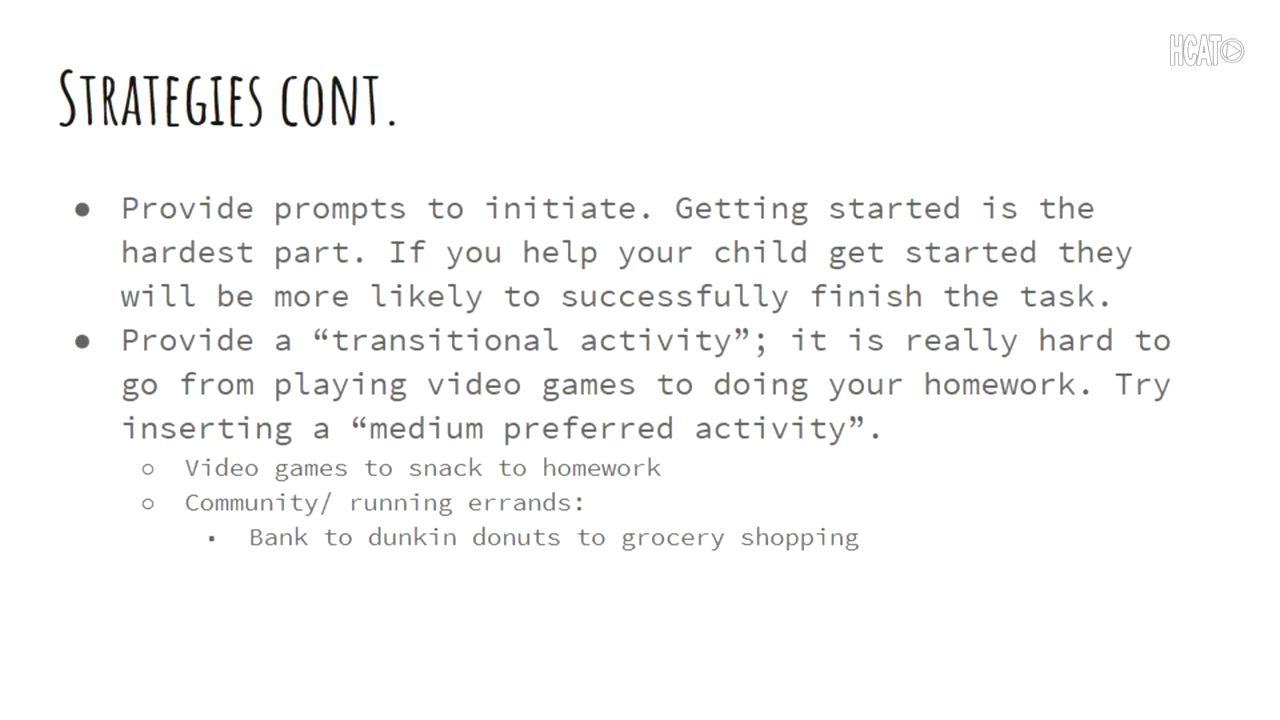 HCAT
STRATEGIES CONT.
● Provide prompts to initiate. Getting started is the
hardest part. If you help your child get started they
will be more likely to successfully finish the task.
● Provide a “transitional activity”; it is really hard to
go from playing video games to doing your homework. Try
inserting a “medium preferred activity”.
○ Video games to snack to homework
○ Community/ running errands:
▪ Bank to dunkin donuts to grocery shopping